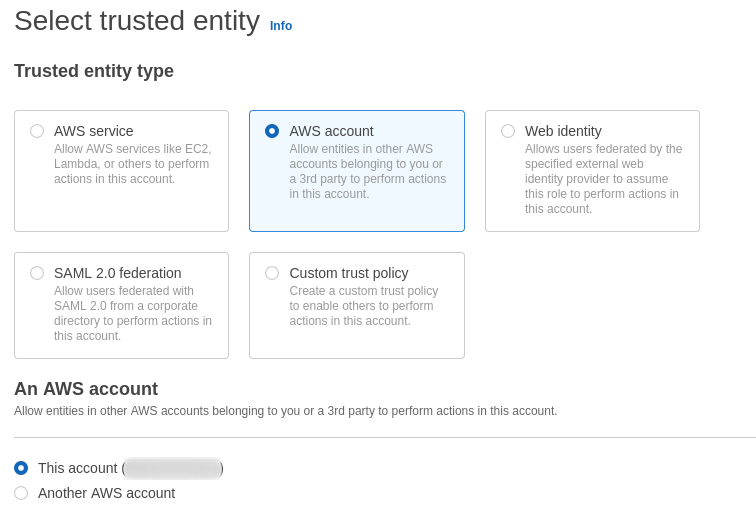 Select trusted entity Info
Trusted entity type
AWS service
Allow AWS services like EC2,
Lambda, or others to perform
actions in this account.
AWS account
Allow entities in other AWS
accounts belonging to you or
a 3rd party to perform actions
in this account.
Web identity
Allows users federated by the
specified external web
identity provider to assume
this role to perform actions in
this account.
SAML 2.0 federation
Allow users federated with
SAML 2.0 from a corporate
directory to perform actions in
this account.
Custom trust policy
Create a custom trust policy
to enable others to perform
actions in this account.
An AWS account
Allow entities in other AWS accounts belonging to you or a 3rd party to perform actions in this account.
This account ( )
Another AWS account